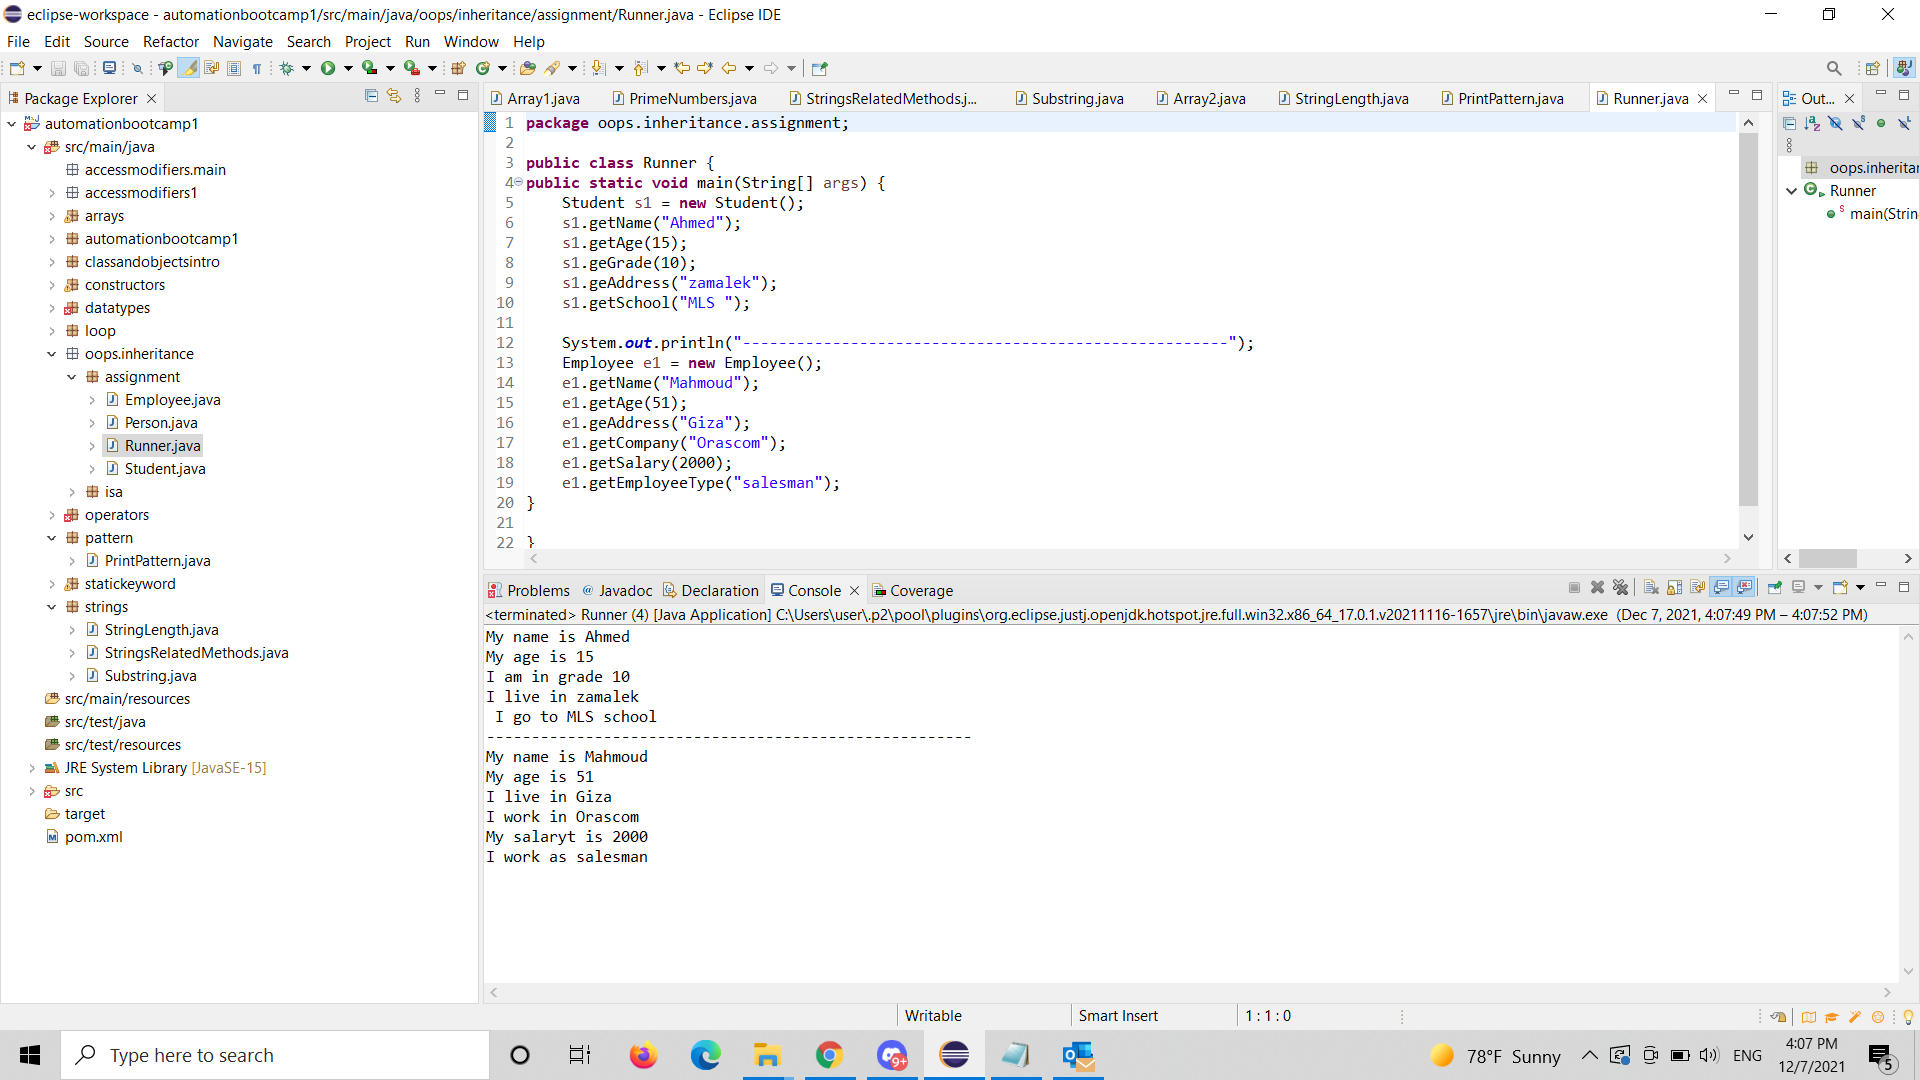 eclipse-workspace - automationbootcamp1/src/main/java/oops/inheritance/assignment/Runner.java - Eclipse IDE
File Edit Source Refactor Navigate Search Project Run Window Help
Package Explorer
automationbootcamp1
src/main/java
accessmodifiers.main
accessmodifiers1
arrays
automationbootcamp1
classandobjectsintro
constructors
datatypes
loop
oops.inheritance
assignment
Employee.java
Person.java
Runner.java
Student.java
isa
operators
pattern
PrintPattern.java
statickeyword
strings
StringLength.java
StringsRelatedMethods.java
Substring.java
src/main/resources
src/test/java
src/test/resources
JRE System Library [JavaSE-15]
src
target
pom.xml
Array1.java PrimeNumbers.java StringsRelatedMethods.j... Substring.java Array2.java StringLength.java PrintPattern.java Runner.java
1 package oops.inheritance.assignment;
2
3 public class Runner {
4 public static void main(String[] args) {
5 Student s1 = new Student();
6 s1.getName("Ahmed");
7 s1.getAge(15);
8 s1.geGrade(10);
9 s1.geAddress("zamalek");
10 s1.getSchool("MLS ");
11
12 System.out.println("------------------------------------------------------");
13 Employee e1 = new Employee();
14 e1.getName("Mahmoud");
15 e1.getAge(51);
16 e1.geAddress("Giza");
17 e1.getCompany("Orascom");
18 e1.getSalary(2000);
19 e1.getEmployeeType("salesman");
20 }
21
22 }
Out...
oops.inheritar
Runner
main(Strin
Problems @ Javadoc Declaration Console Coverage
<terminated> Runner (4) [Java Application] C:\Users\user\.p2\pool\plugins\org.eclipse.justj.openjdk.hotspot.jre.full.win32.x86_64_17.0.1.v20211116-1657\jre\bin\javaw.exe (Dec 7, 2021, 4:07:49 PM – 4:07:52 PM)
My name is Ahmed
My age is 15
I am in grade 10
I live in zamalek
I go to MLS school
------------------------------------------------------
My name is Mahmoud
My age is 51
I live in Giza
I work in Orascom
My salaryt is 2000
I work as salesman
Writable Smart Insert 1 : 1 : 0
Type here to search
9+
78°F Sunny
ENG
4:07 PM
12/7/2021
5